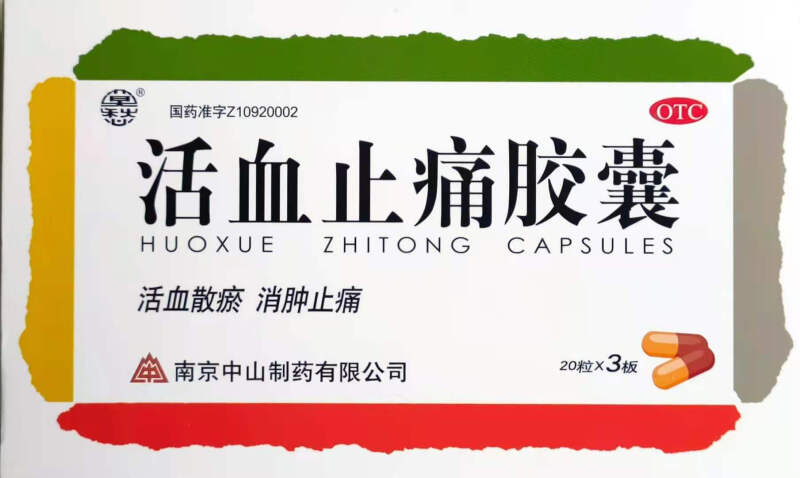 ®
国药准字Z10920002
OTC
活血止痛胶囊
HUOXUE ZHITONG CAPSULES
活血散瘀 消肿止痛
南京中山制药有限公司
20粒×3板